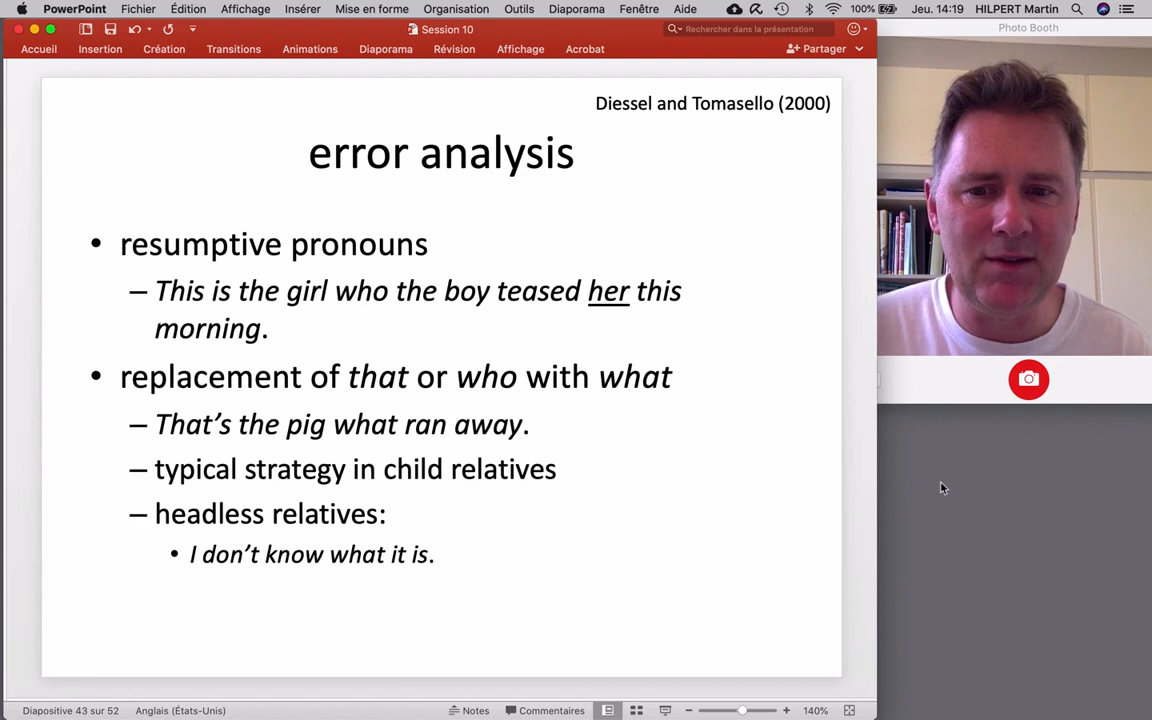 PowerPoint Fichier Édition Affichage Insérer Mise en forme Organisation Outils Diaporama Fenêtre Aide 100% Jeu. 14:19 HILPERT Martin
Session 10
Rechercher dans la présentation
Photo Booth
Accueil Insertion Création Transitions Animations Diaporama Révision Affichage Acrobat Partager
Diessel and Tomasello (2000)
error analysis
• resumptive pronouns
– This is the girl who the boy teased her this
morning.
• replacement of that or who with what
– That's the pig what ran away.
– typical strategy in child relatives
– headless relatives:
• I don't know what it is.
Diapositive 43 sur 52 Anglais (États-Unis) Notes Commentaires 140%